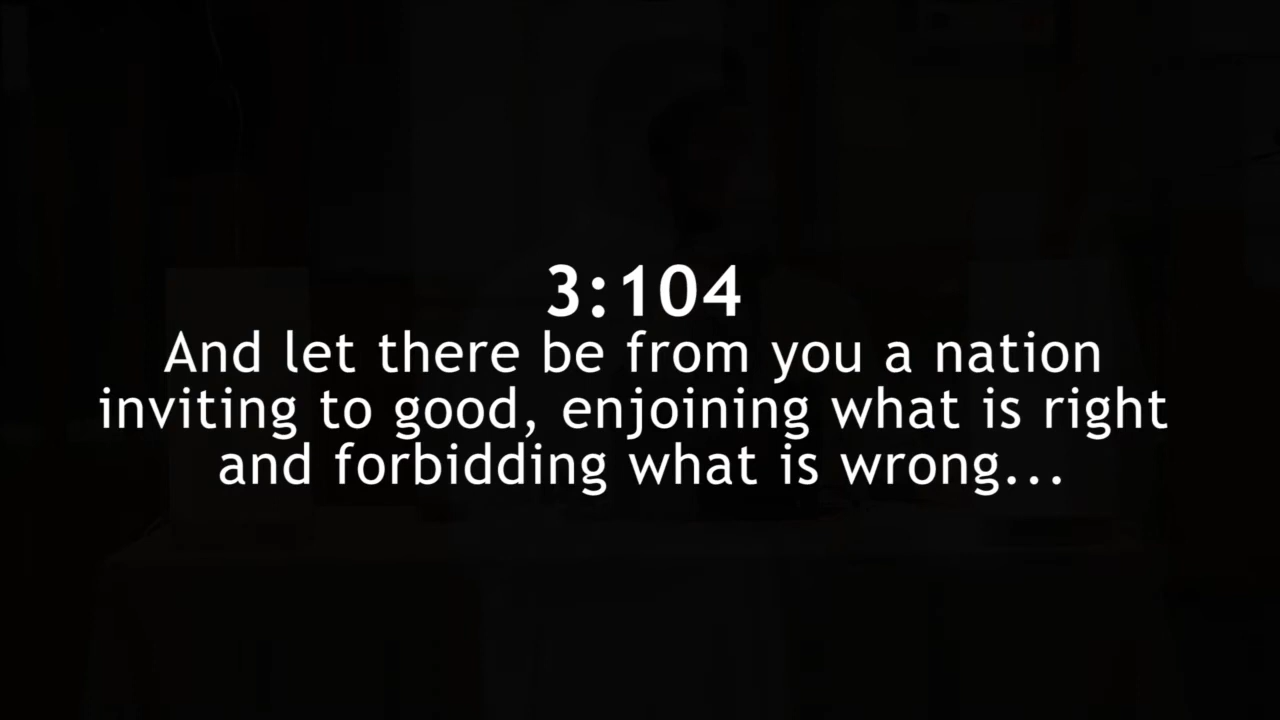 3:104
And let there be from you a nation
inviting to good, enjoining what is right
and forbidding what is wrong...